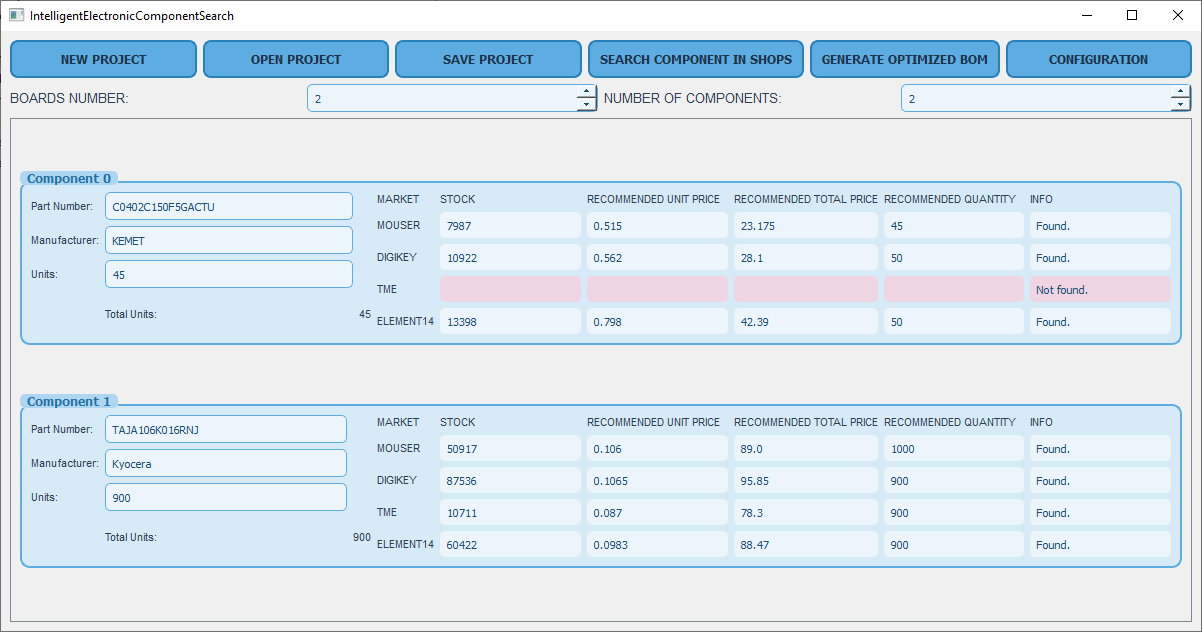 IntelligentElectronicComponentSearch
NEW PROJECT OPEN PROJECT SAVE PROJECT SEARCH COMPONENT IN SHOPS GENERATE OPTIMIZED BOM CONFIGURATION
BOARDS NUMBER: 2 NUMBER OF COMPONENTS: 2
Component 0
Part Number: C0402C150F5GACTU
Manufacturer: KEMET
Units: 45
Total Units: 45
MARKET STOCK RECOMMENDED UNIT PRICE RECOMMENDED TOTAL PRICE RECOMMENDED QUANTITY INFO
MOUSER 7987 0.515 23.175 45 Found.
DIGIKEY 10922 0.562 28.1 50 Found.
TME Not found.
ELEMENT14 13398 0.798 42.39 50 Found.
Component 1
Part Number: TAJA106K016RNJ
Manufacturer: Kyocera
Units: 900
Total Units: 900
MARKET STOCK RECOMMENDED UNIT PRICE RECOMMENDED TOTAL PRICE RECOMMENDED QUANTITY INFO
MOUSER 50917 0.106 89.0 1000 Found.
DIGIKEY 87536 0.1065 95.85 900 Found.
TME 10711 0.087 78.3 900 Found.
ELEMENT14 60422 0.0983 88.47 900 Found.